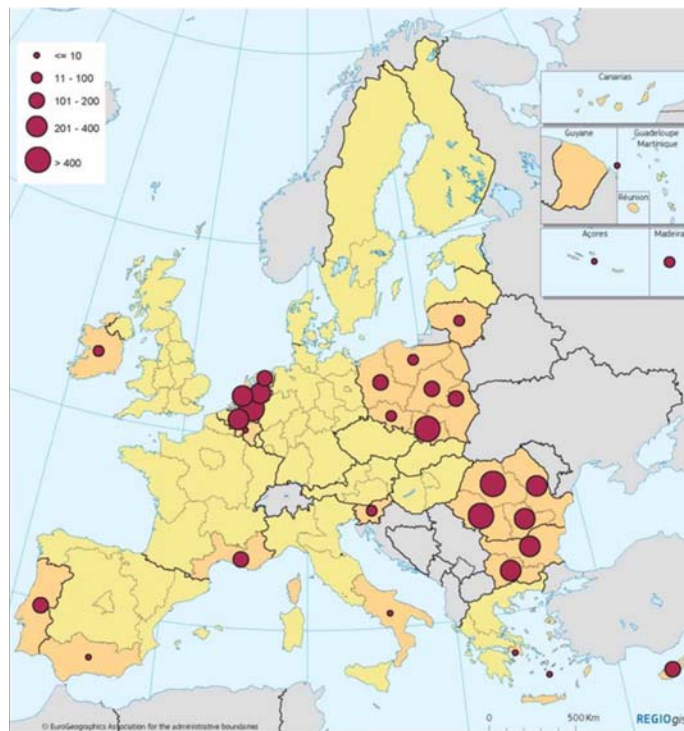 <= 10
11 - 100
101 - 200
201 - 400
> 400
Canarias
Guyane
Guadeloupe
Martinique
Réunion
Açores
Madeira
0
500 Km
© EuroGeographics Association for the administrative boundaries
REGIOgis